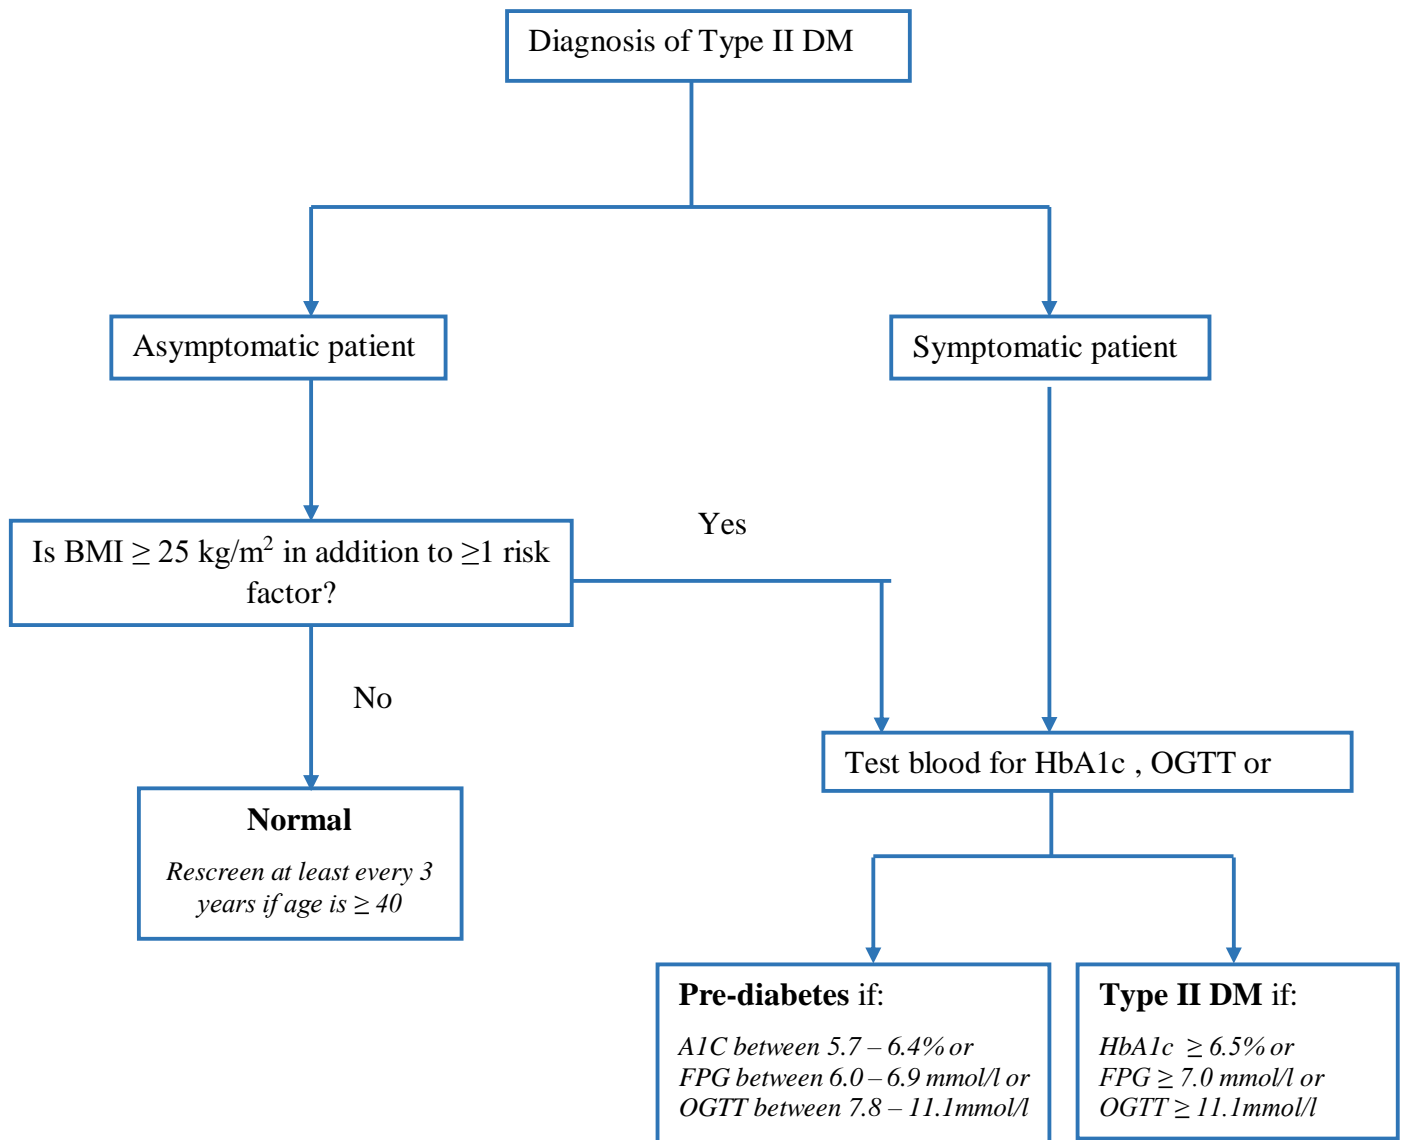 Diagnosis of Type II DM
Asymptomatic patient
Symptomatic patient
Is BMI ≥ 25 kg/m² in addition to ≥1 risk
factor?
Yes
No
Test blood for HbA1c , OGTT or
Normal
Rescreen at least every 3
years if age is ≥ 40
Pre-diabetes if:
A1C between 5.7 – 6.4% or
FPG between 6.0 – 6.9 mmol/l or
OGTT between 7.8 – 11.1mmol/l
Type II DM if:
HbA1c ≥ 6.5% or
FPG ≥ 7.0 mmol/l or
OGTT ≥ 11.1mmol/l